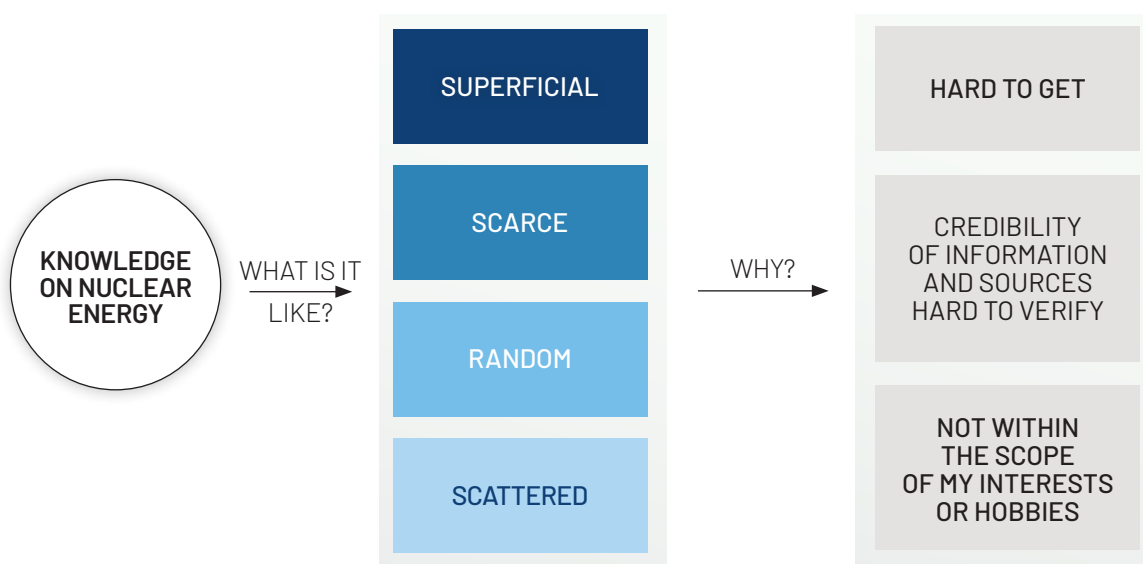 KNOWLEDGE
ON NUCLEAR
ENERGY
WHAT IS IT
LIKE?
SUPERFICIAL
SCARCE
RANDOM
SCATTERED
WHY?
HARD TO GET
CREDIBILITY
OF INFORMATION
AND SOURCES
HARD TO VERIFY
NOT WITHIN
THE SCOPE
OF MY INTERESTS
OR HOBBIES